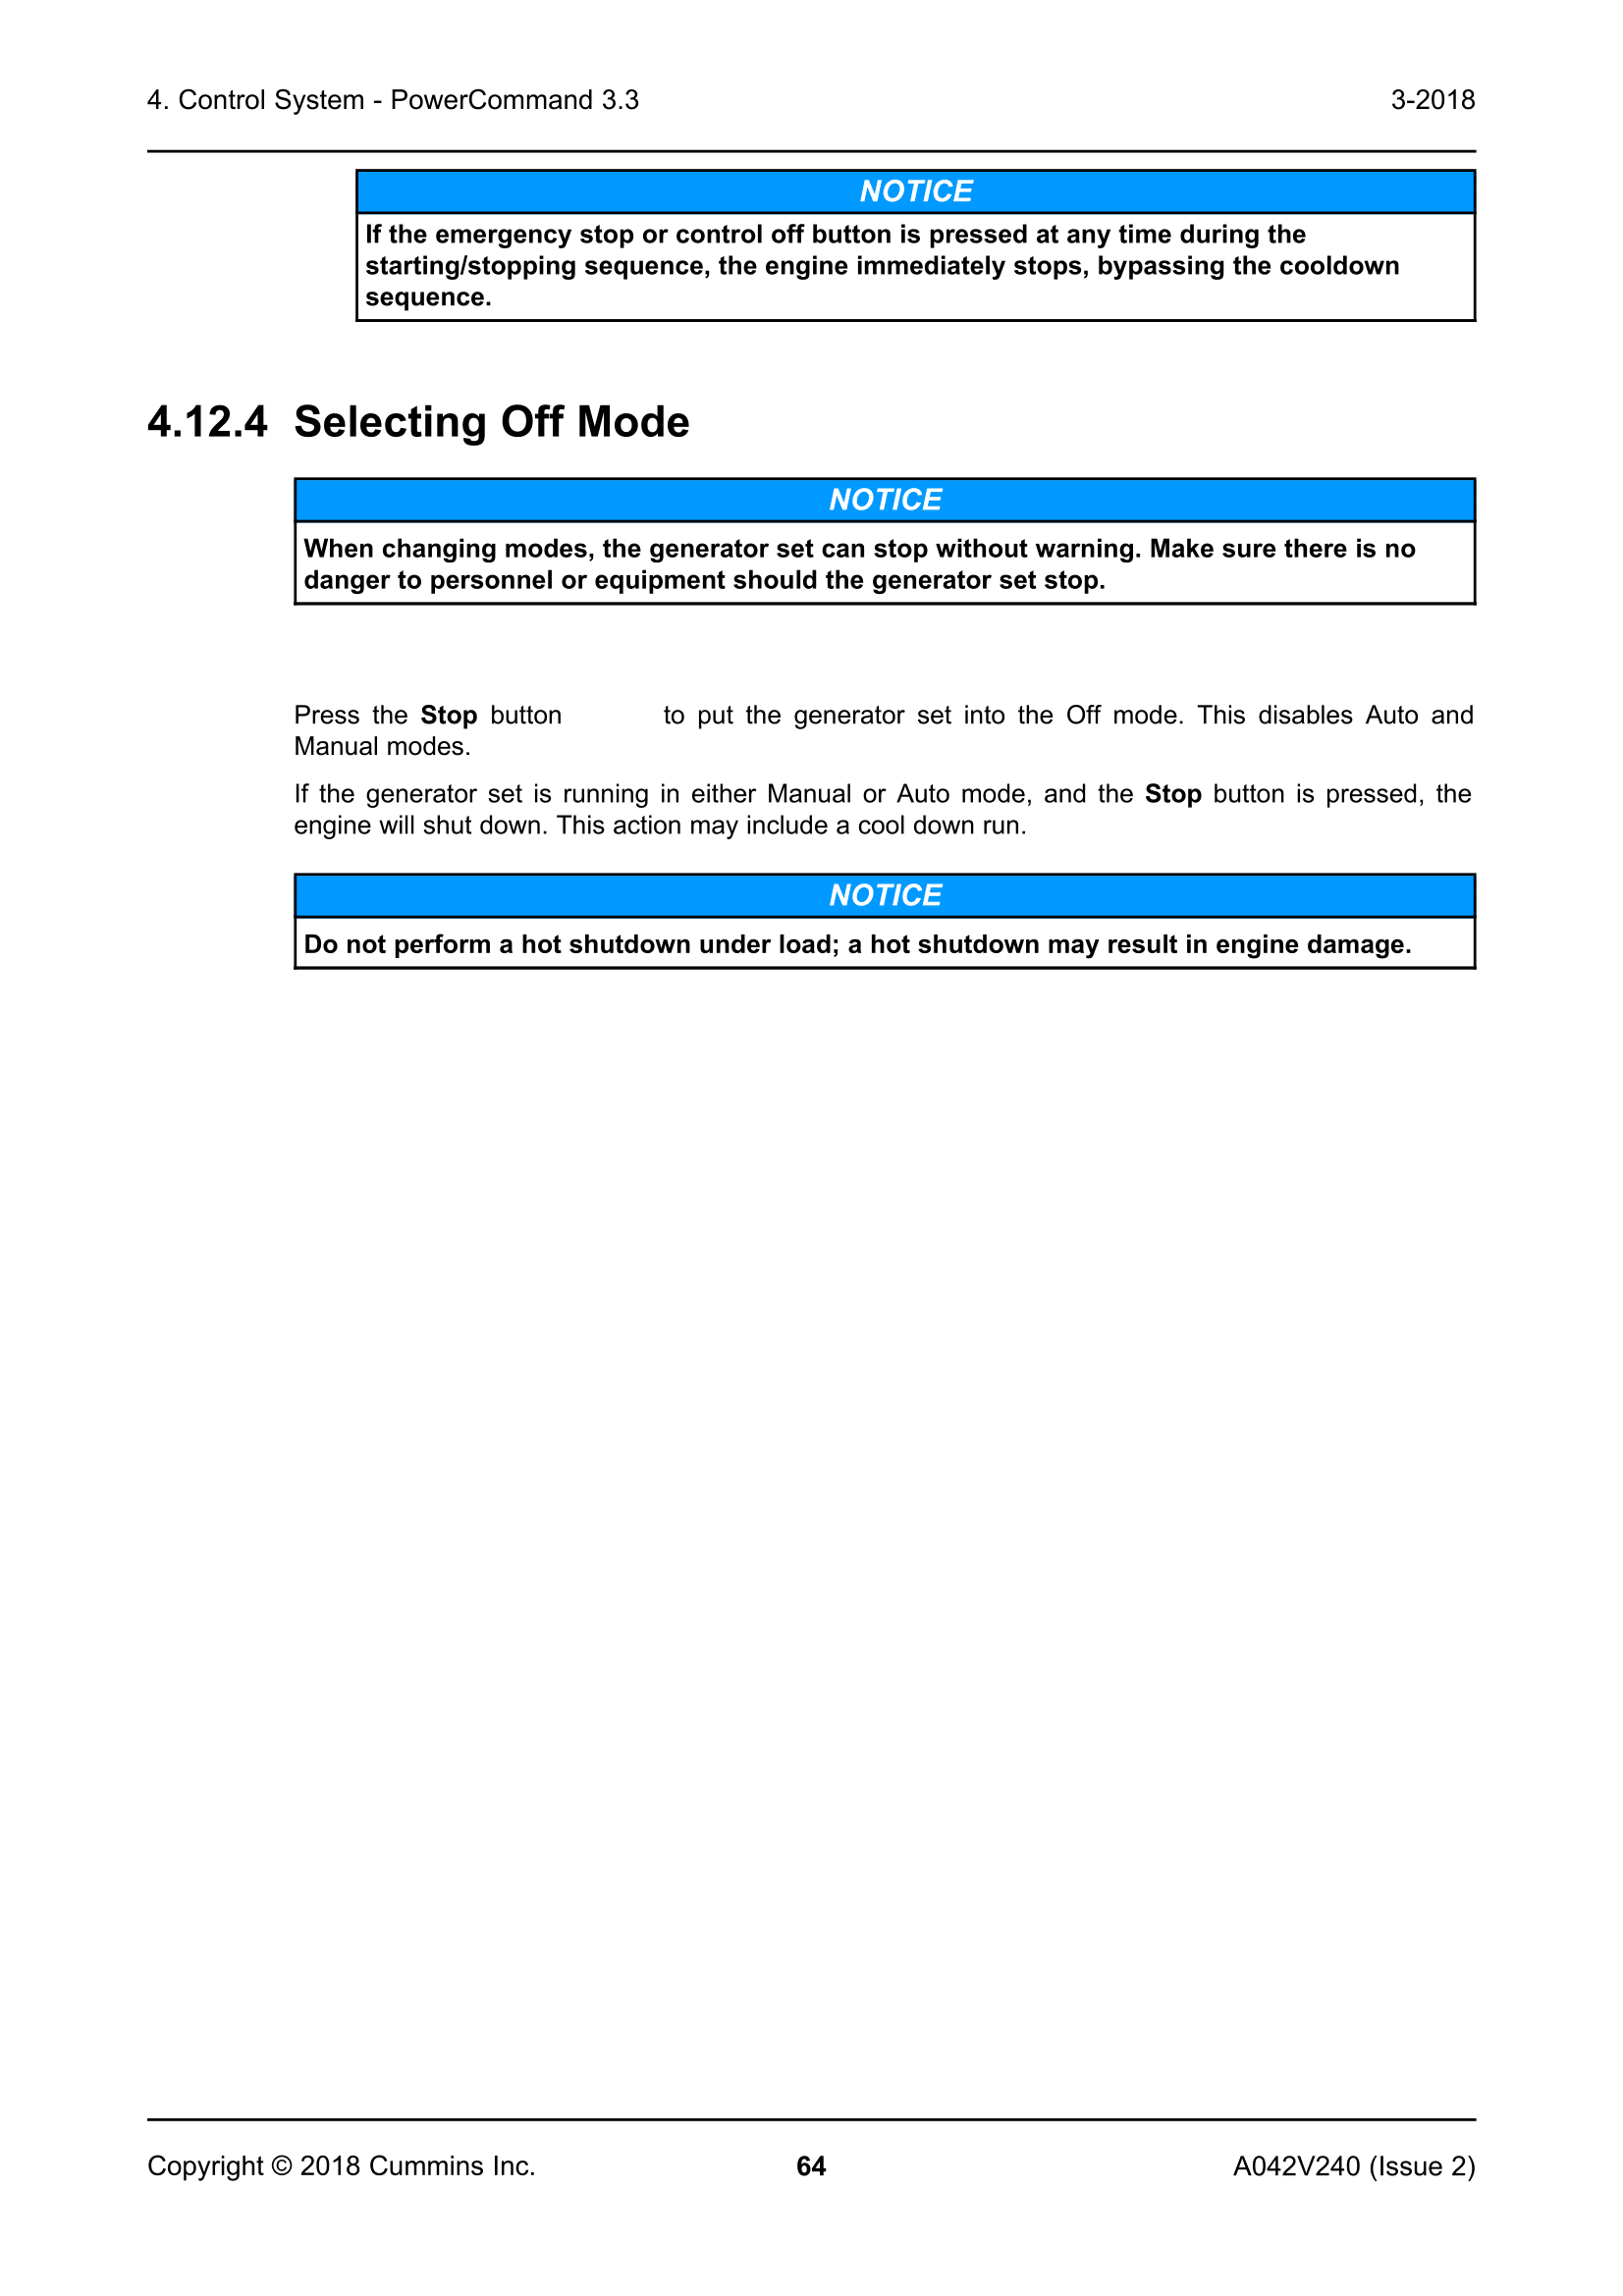 4. Control System - PowerCommand 3.3 3-2018
NOTICE
If the emergency stop or control off button is pressed at any time during the
starting/stopping sequence, the engine immediately stops, bypassing the cooldown
sequence.
4.12.4 Selecting Off Mode
NOTICE
When changing modes, the generator set can stop without warning. Make sure there is no
danger to personnel or equipment should the generator set stop.
Press the Stop button to put the generator set into the Off mode. This disables Auto and
Manual modes.
If the generator set is running in either Manual or Auto mode, and the Stop button is pressed, the
engine will shut down. This action may include a cool down run.
NOTICE
Do not perform a hot shutdown under load; a hot shutdown may result in engine damage.
Copyright © 2018 Cummins Inc. 64 A042V240 (Issue 2)